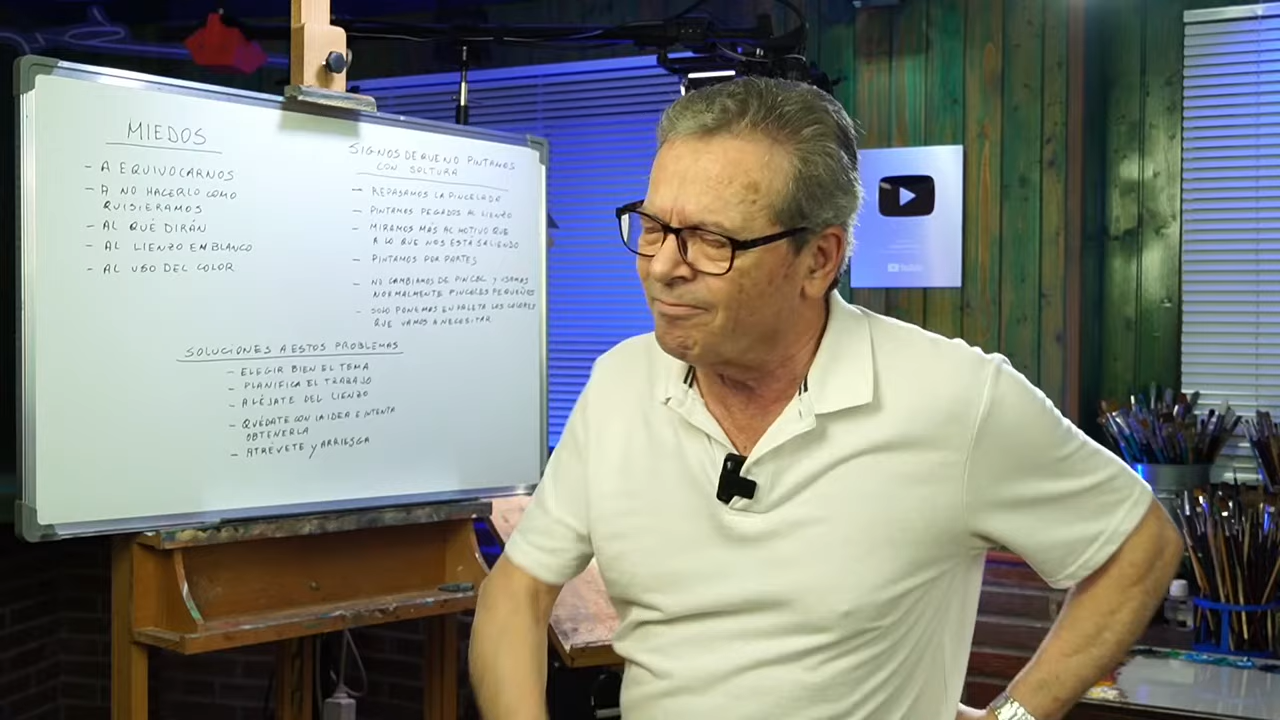 MIEDOS
- A EQUIVOCARNOS
- A NO HACERLO COMO
QUISIERAMOS
- AL QUÉ DIRÁN
- AL LIENZO EN BLANCO
- AL USO DEL COLOR
SIGNOS DE QUE NO PINTAMOS
CON SOLTURA
- REPASAMOS LA PINCELADA
- PINTAMOS PEGADOS AL LIENZO
- MIRAMOS MÁS AL MOTIVO QUE
A LO QUE NOS ESTÁ SALIENDO
- PINTAMOS POR PARTES
- NO CAMBIAMOS DE PINCEL Y USAMOS
NORMALMENTE PINCELES PEQUEÑOS
- SOLO PONEMOS EN PALETA LOS COLORES
QUE VAMOS A NECESITAR
SOLUCIONES A ESTOS PROBLEMAS
- ELEGIR BIEN EL TEMA
- PLANIFICA EL TRABAJO
- ALÉJATE DEL LIENZO
- QUÉDATE CON LA IDEA E INTENTA
OBTENERLA
- ATRÉVETE Y ARRIESGA
YouTube